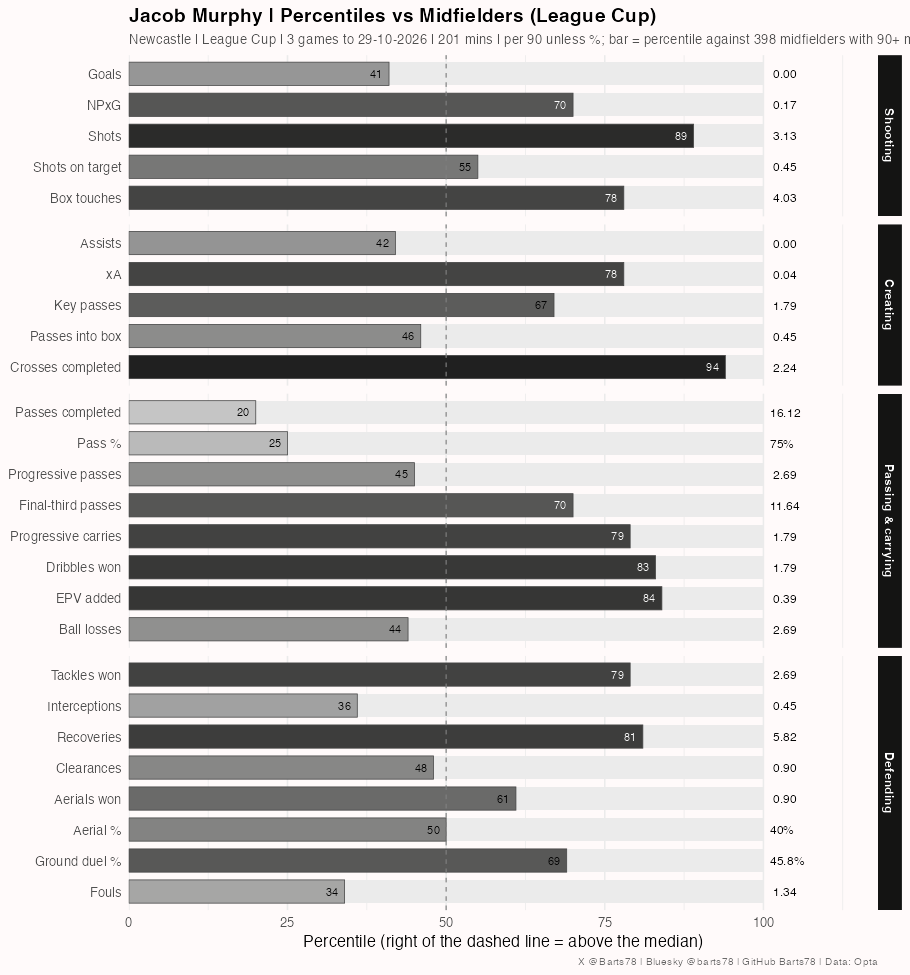 Jacob Murphy | Percentiles vs Midfielders (League Cup)
Newcastle | League Cup | 3 games to 29-10-2026 | 201 mins | per 90 unless %; bar = percentile against 398 midfielders with 90+ m
Goals 41 0.00
NPxG 70 0.17
Shots 89 3.13
Shots on target 55 0.45
Box touches 78 4.03
Shooting
Assists 42 0.00
xA 78 0.04
Key passes 67 1.79
Passes into box 46 0.45
Crosses completed 94 2.24
Creating
Passes completed 20 16.12
Pass % 25 75%
Progressive passes 45 2.69
Final-third passes 70 11.64
Progressive carries 79 1.79
Dribbles won 83 1.79
EPV added 84 0.39
Ball losses 44 2.69
Passing & carrying
Tackles won 79 2.69
Interceptions 36 0.45
Recoveries 81 5.82
Clearances 48 0.90
Aerials won 61 0.90
Aerial % 50 40%
Ground duel % 69 45.8%
Fouls 34 1.34
Defending
0 25 50 75 100
Percentile (right of the dashed line = above the median)
X @Barts78 | Bluesky @barts78 | GitHub Barts78 | Data: Opta